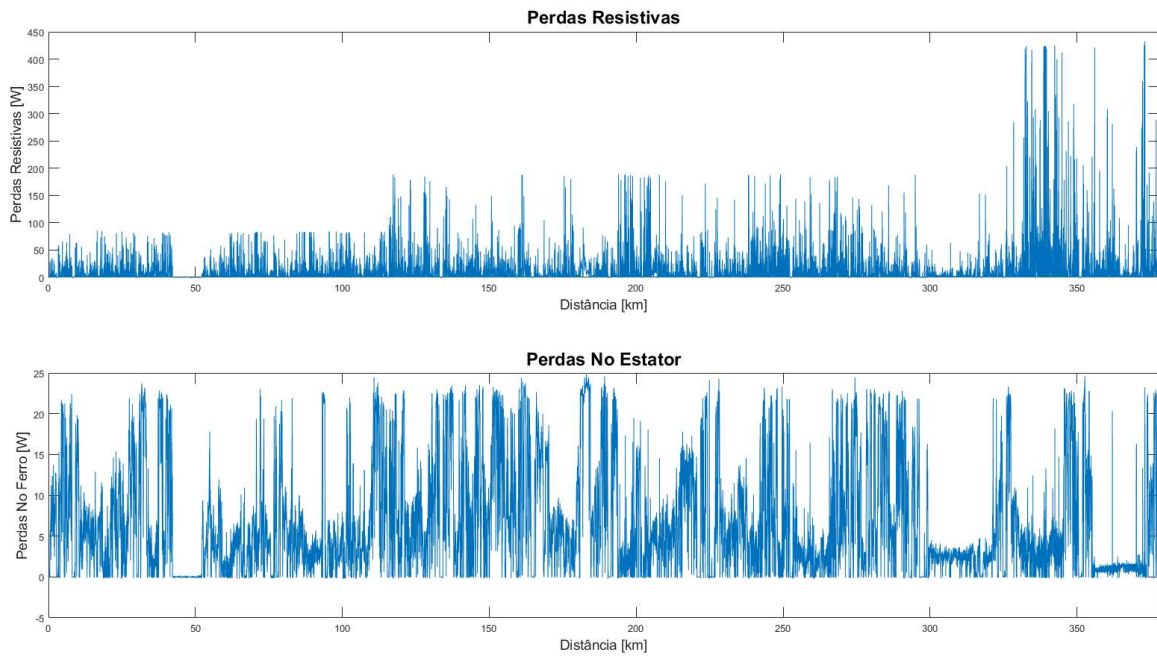 Perdas Resistivas
450
400
350
300
250
200
150
100
50
0
Perdas Resistivas [W]
0 50 100 150 200 250 300 350
Distância [km]
Perdas No Estator
25
20
15
10
5
0
-5
Perdas No Ferro [W]
0 50 100 150 200 250 300 350
Distância [km]